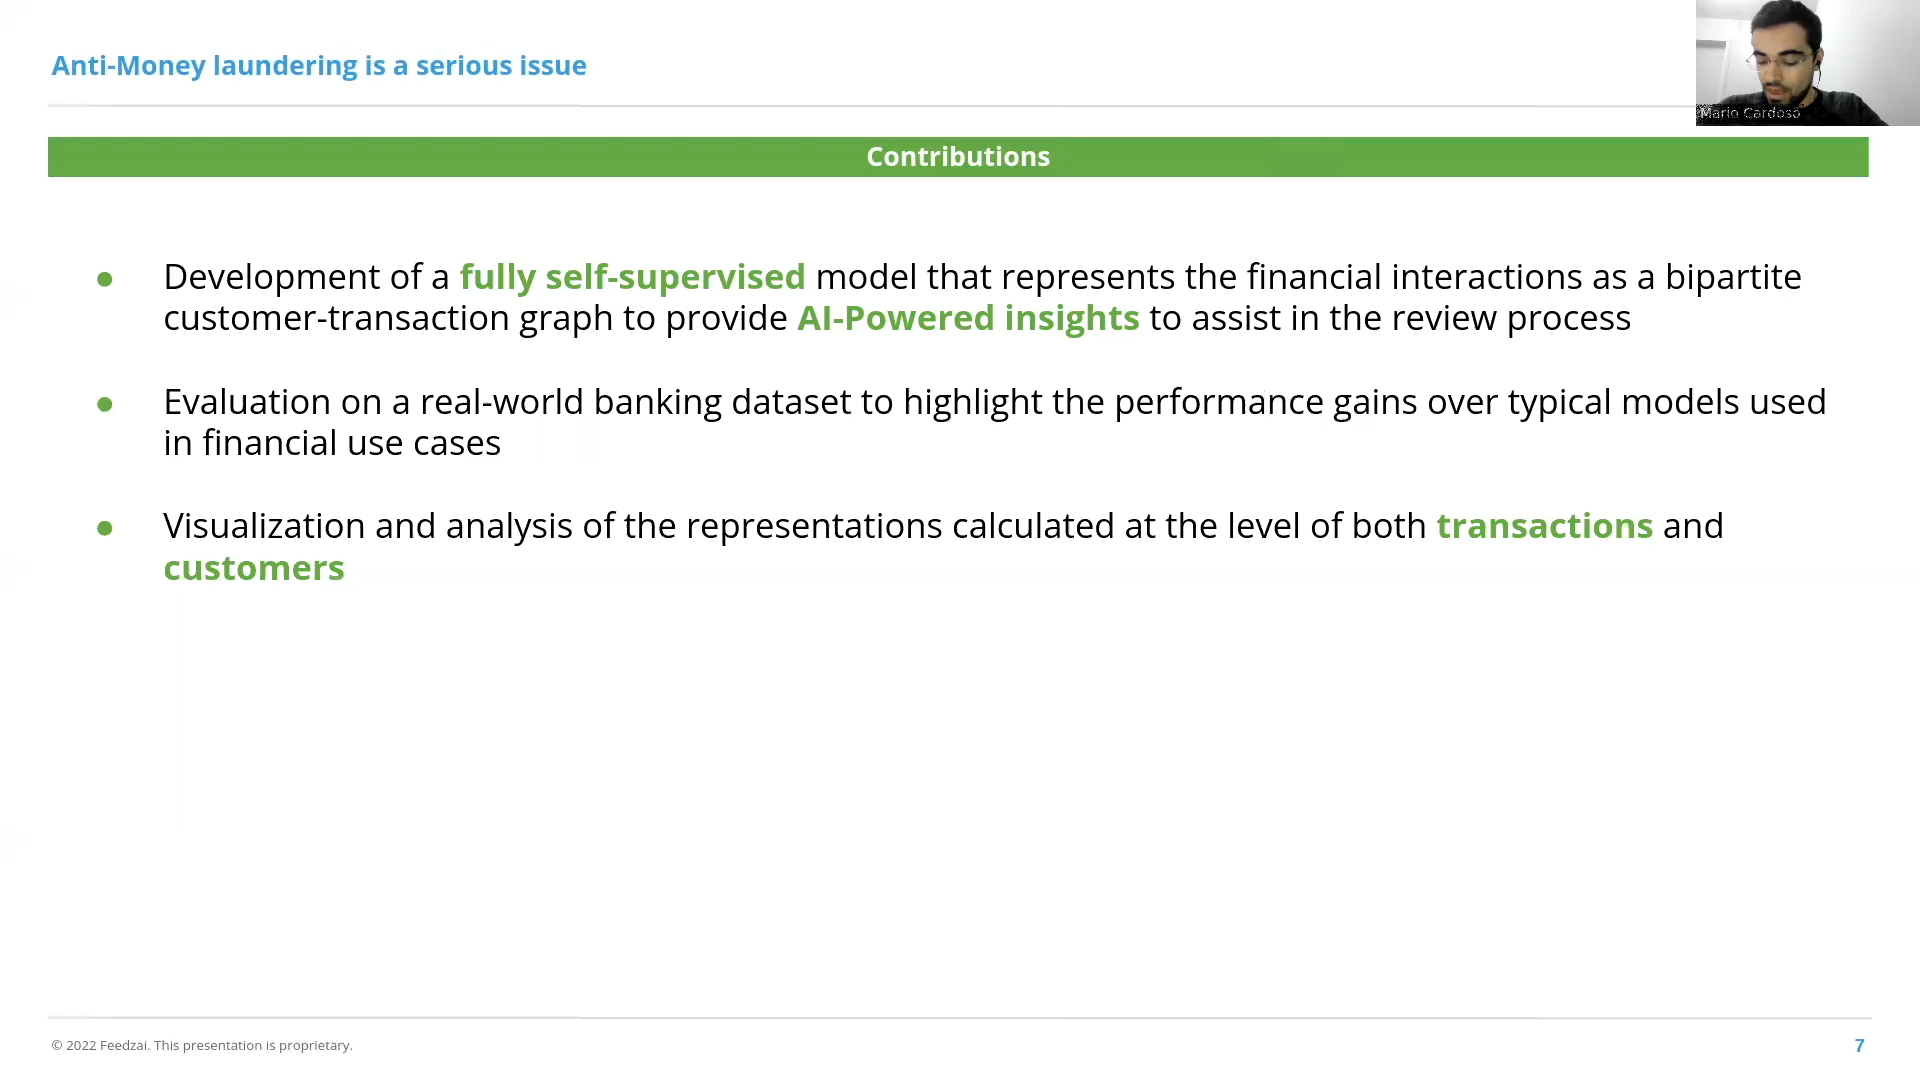 Anti-Money laundering is a serious issue
Mário Cardoso
Contributions
● Development of a fully self-supervised model that represents the financial interactions as a bipartite
customer-transaction graph to provide AI-Powered insights to assist in the review process
● Evaluation on a real-world banking dataset to highlight the performance gains over typical models used
in financial use cases
● Visualization and analysis of the representations calculated at the level of both transactions and
customers
© 2022 Feedzai. This presentation is proprietary.
7